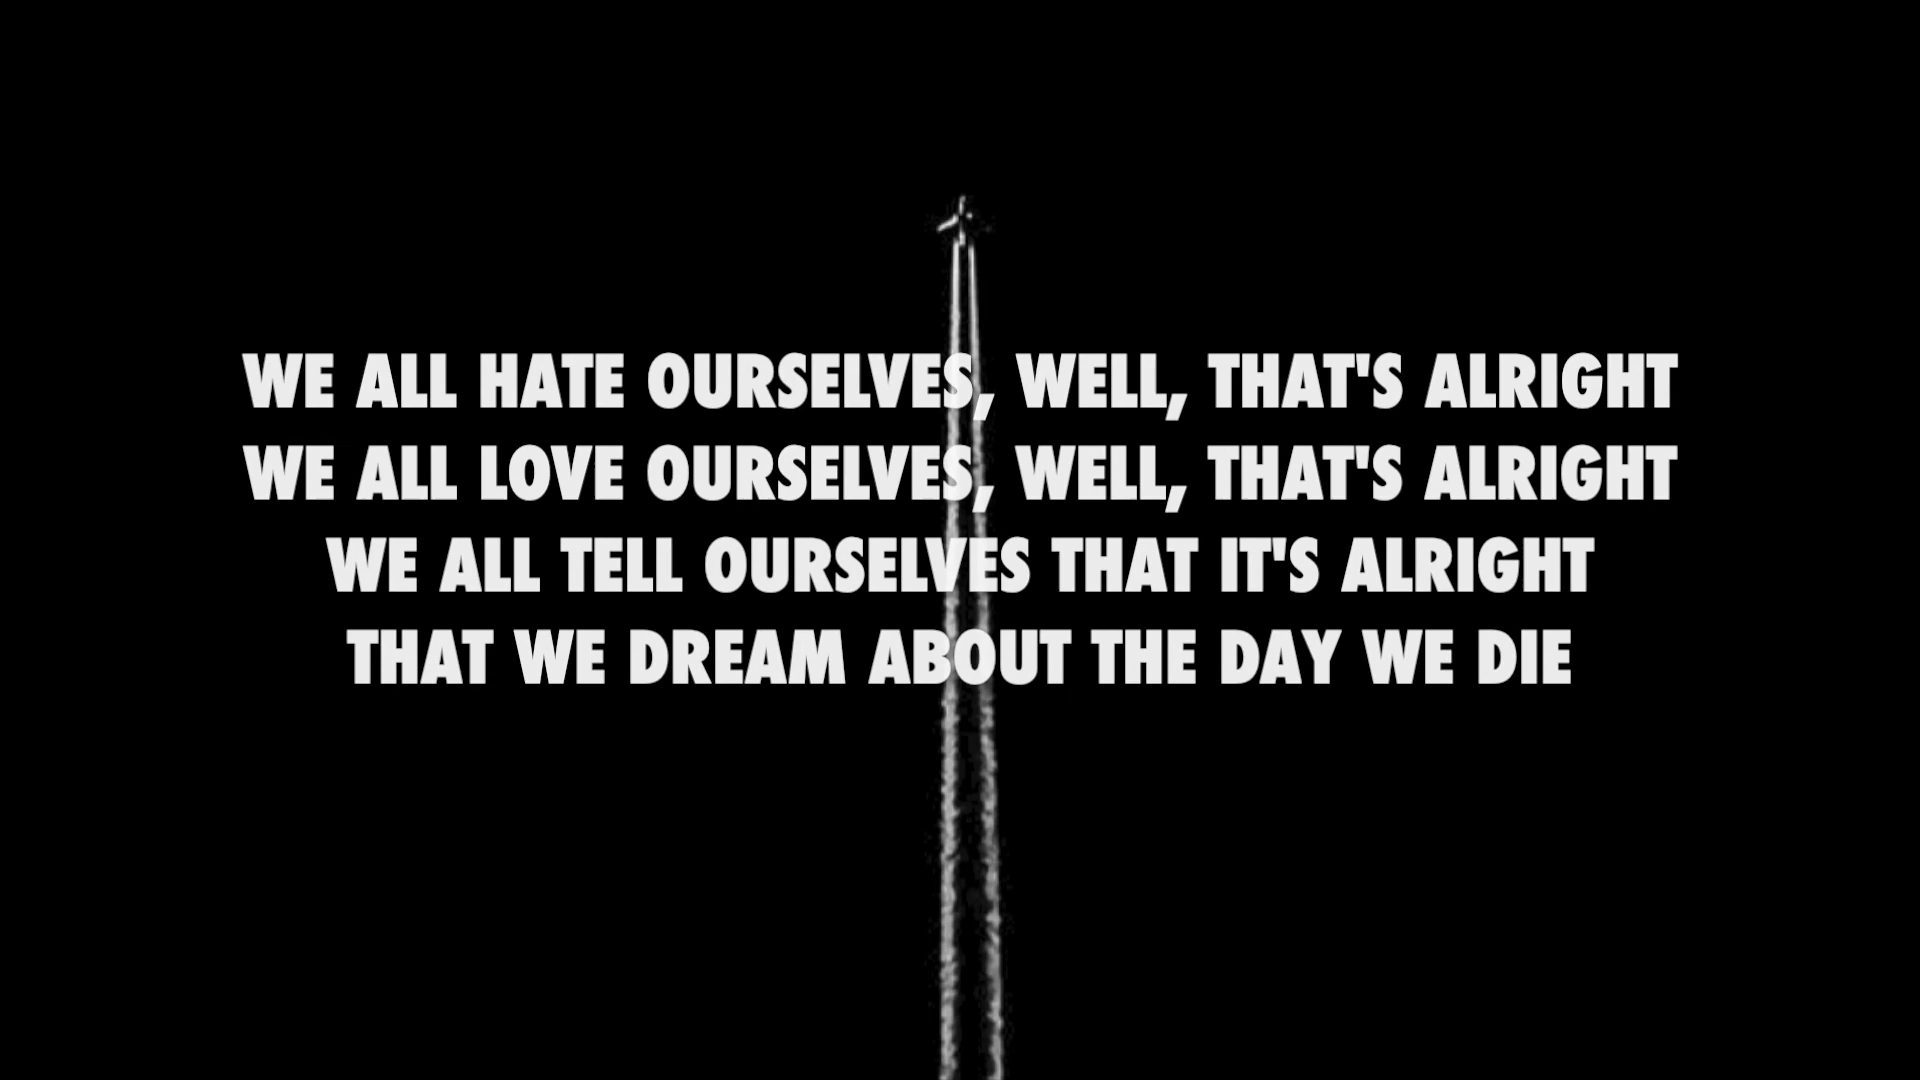 WE ALL HATE OURSELVES, WELL, THAT'S ALRIGHT
WE ALL LOVE OURSELVES, WELL, THAT'S ALRIGHT
WE ALL TELL OURSELVES THAT IT'S ALRIGHT
THAT WE DREAM ABOUT THE DAY WE DIE